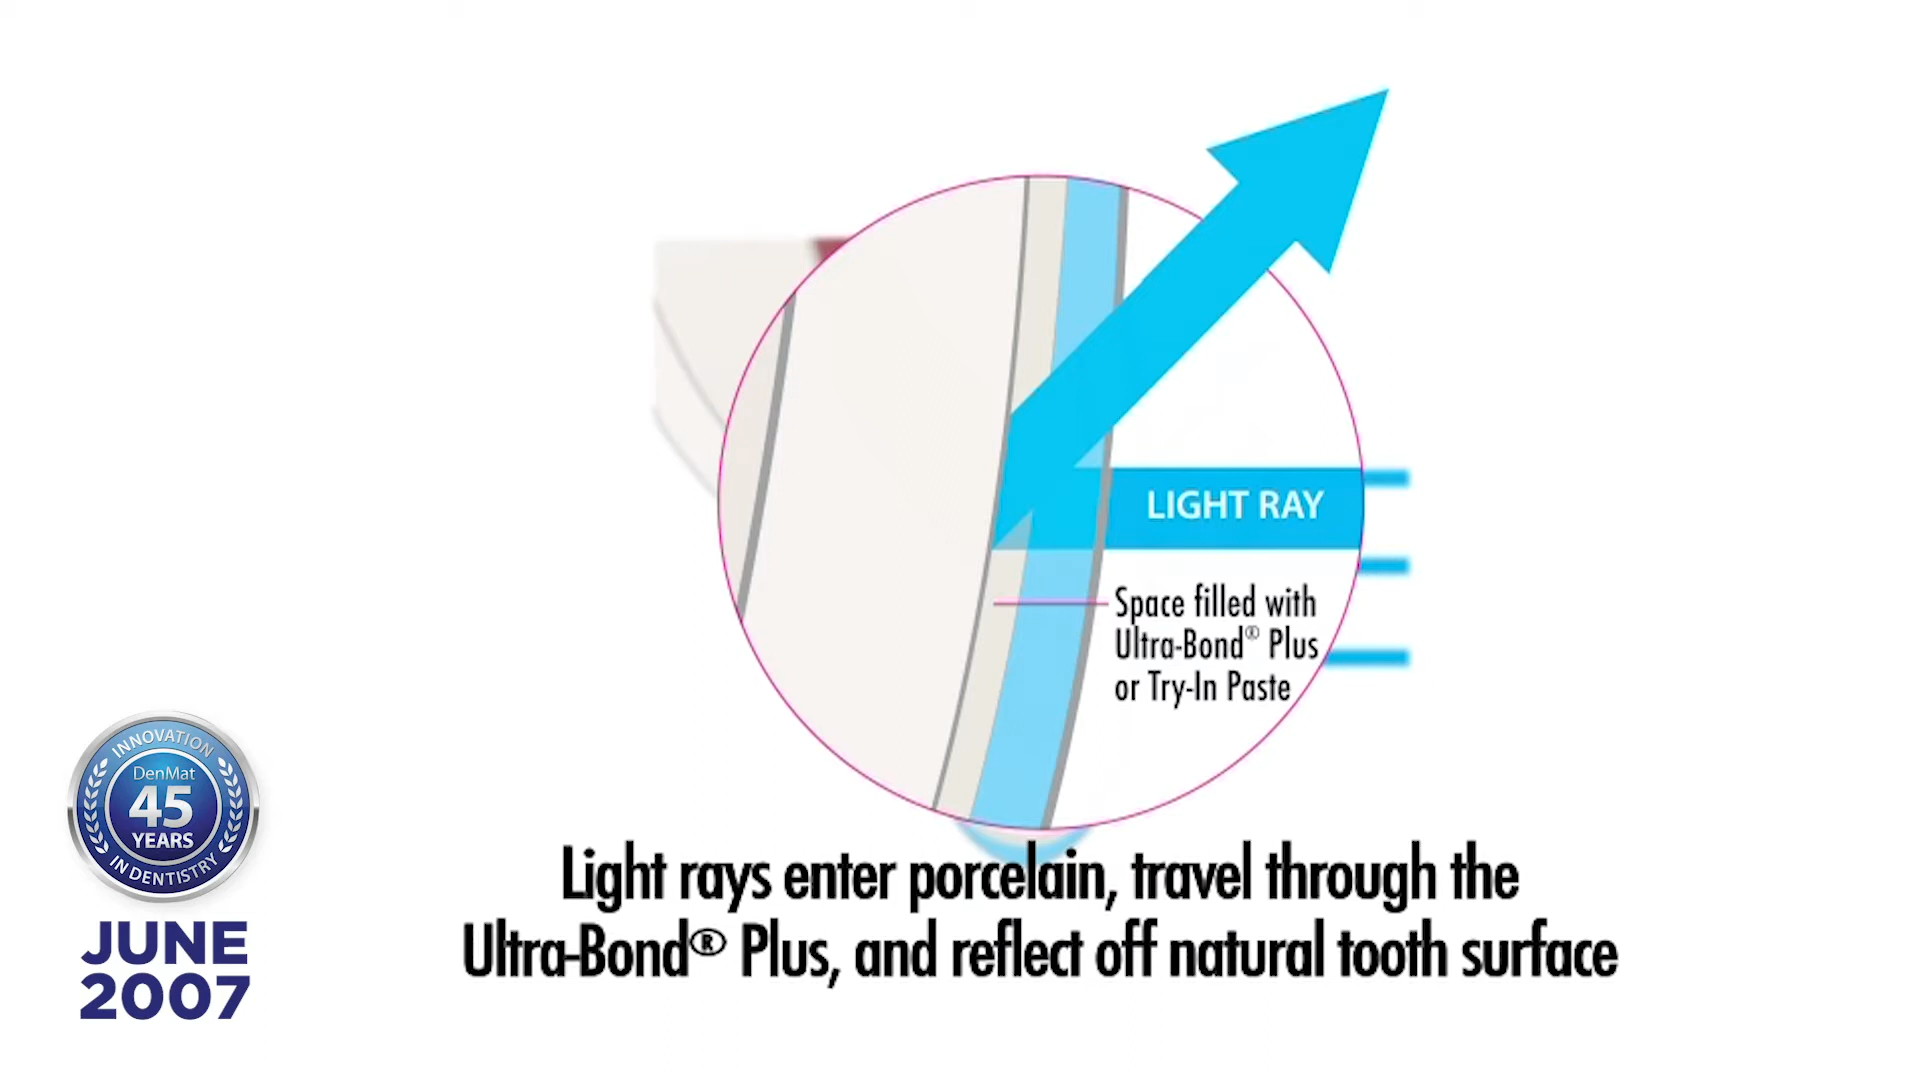 LIGHT RAY
Space filled with
Ultra-Bond® Plus
or Try-In Paste
INNOVATION
DenMat
45
YEARS
IN DENTISTRY
JUNE
2007
Light rays enter porcelain, travel through the
Ultra-Bond® Plus, and reflect off natural tooth surface